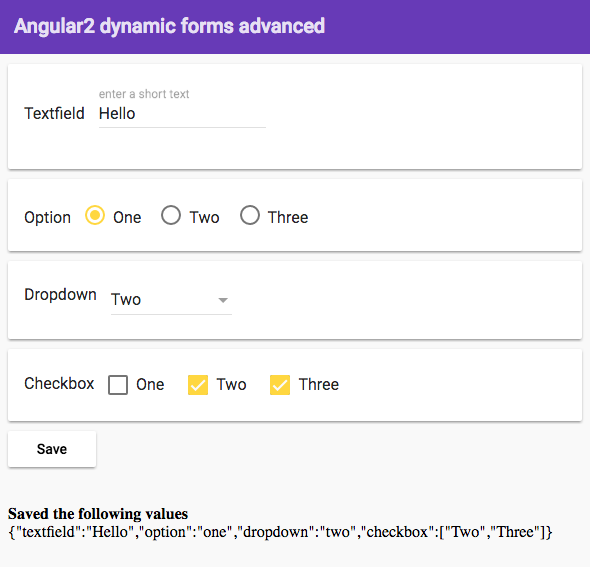 Angular2 dynamic forms advanced
enter a short text
Textfield Hello
Option One Two Three
Dropdown Two
Checkbox One Two Three
Save
Saved the following values
{"textfield":"Hello","option":"one","dropdown":"two","checkbox":["Two","Three"]}